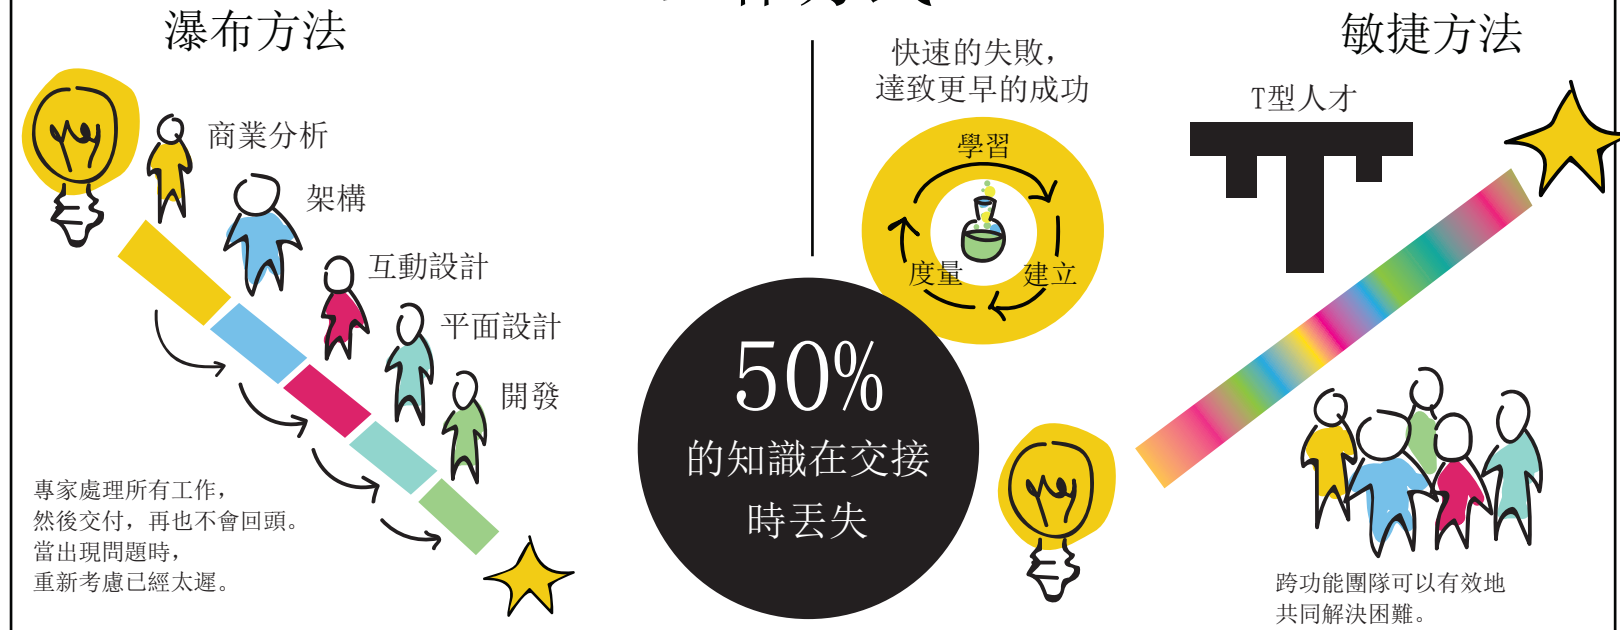 瀑布方法
商業分析
架構
互動設計
平面設計
開發
專家處理所有工作,
然後交付, 再也不會回頭。
當出現問題時,
重新考慮已經太遲。
50%
的知識在交接
時丟失
快速的失敗,
達致更早的成功
學習
度量
建立
敏捷方法
T型人才
跨功能團隊可以有效地
共同解決困難。